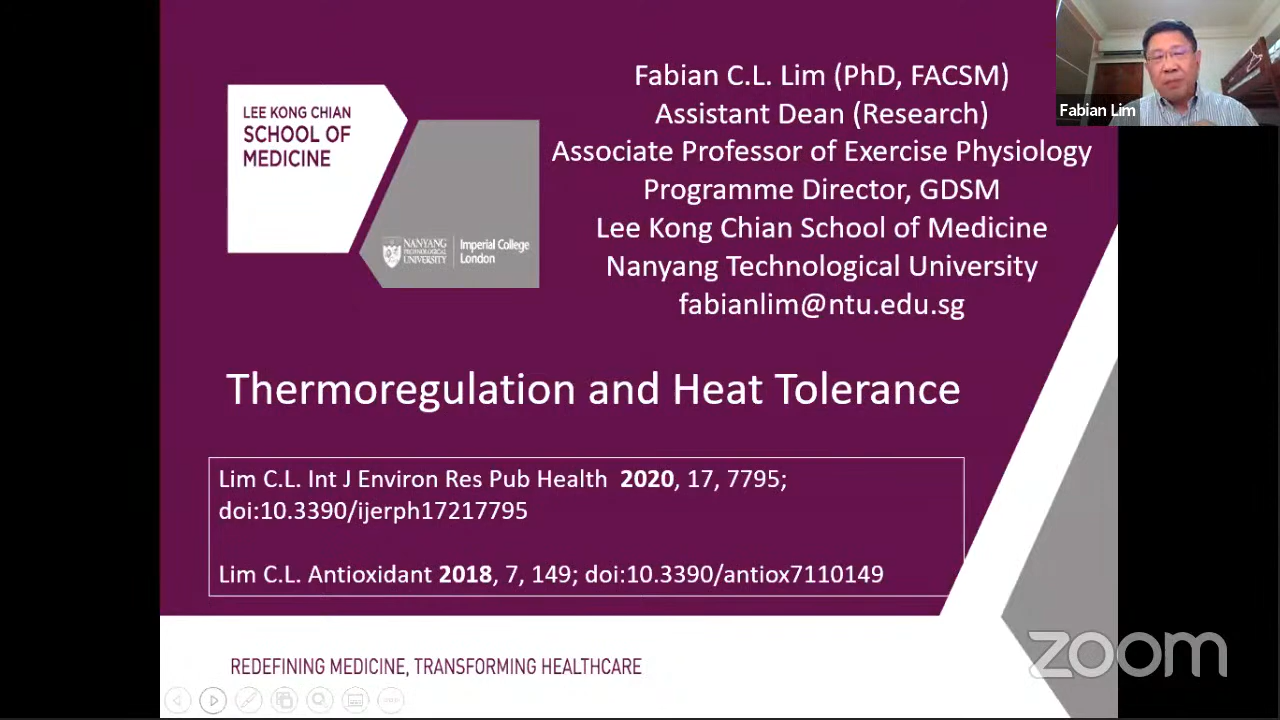 Fabian C.L. Lim (PhD, FACSM)
Assistant Dean (Research)
Associate Professor of Exercise Physiology
Programme Director, GDSM
Lee Kong Chian School of Medicine
Nanyang Technological University
fabianlim@ntu.edu.sg
Fabian Lim
LEE KONG CHIAN
SCHOOL OF
MEDICINE
NANYANG
TECHNOLOGICAL
UNIVERSITY
Imperial College
London
Thermoregulation and Heat Tolerance
Lim C.L. Int J Environ Res Pub Health 2020, 17, 7795;
doi:10.3390/ijerph17217795
Lim C.L. Antioxidant 2018, 7, 149; doi:10.3390/antiox7110149
REDEFINING MEDICINE, TRANSFORMING HEALTHCARE
zoom